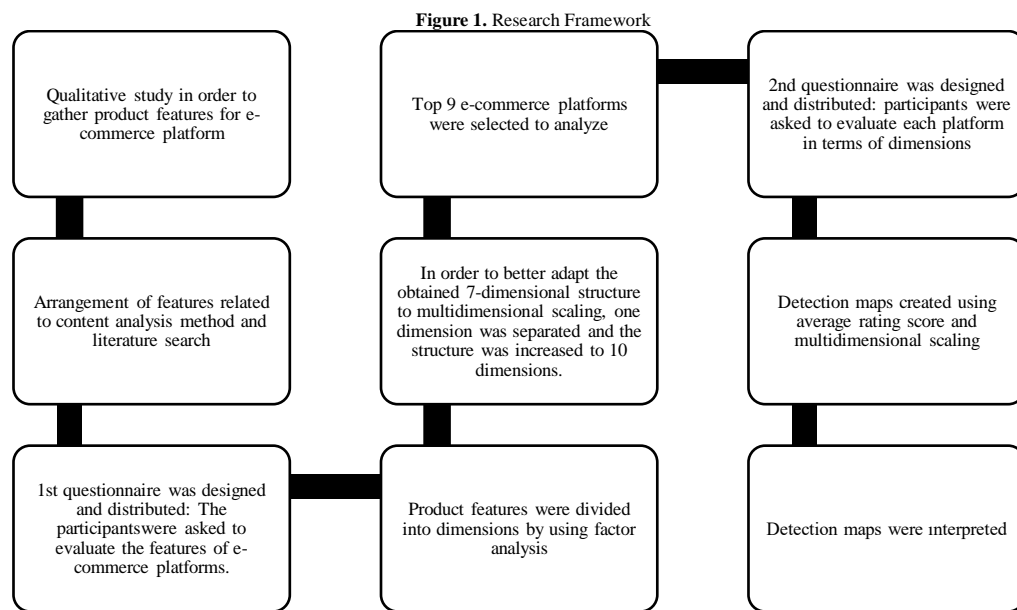 Figure 1. Research Framework
Qualitative study in order to
gather product features for e-
commerce platform
Arrangement of features related
to content analysis method and
literature search
1st questionnaire was designed
and distributed: The
participantswere asked to
evaluate the features of e-
commerce platforms.
Product features were divided
into dimensions by using factor
analysis
In order to better adapt the
obtained 7-dimensional structure
to multidimensional scaling, one
dimension was separated and the
structure was increased to 10
dimensions.
Top 9 e-commerce platforms
were selected to analyze
2nd questionnaire was designed
and distributed: participants were
asked to evaluate each platform
in terms of dimensions
Detection maps created using
average rating score and
multidimensional scaling
Detection maps were ınterpreted